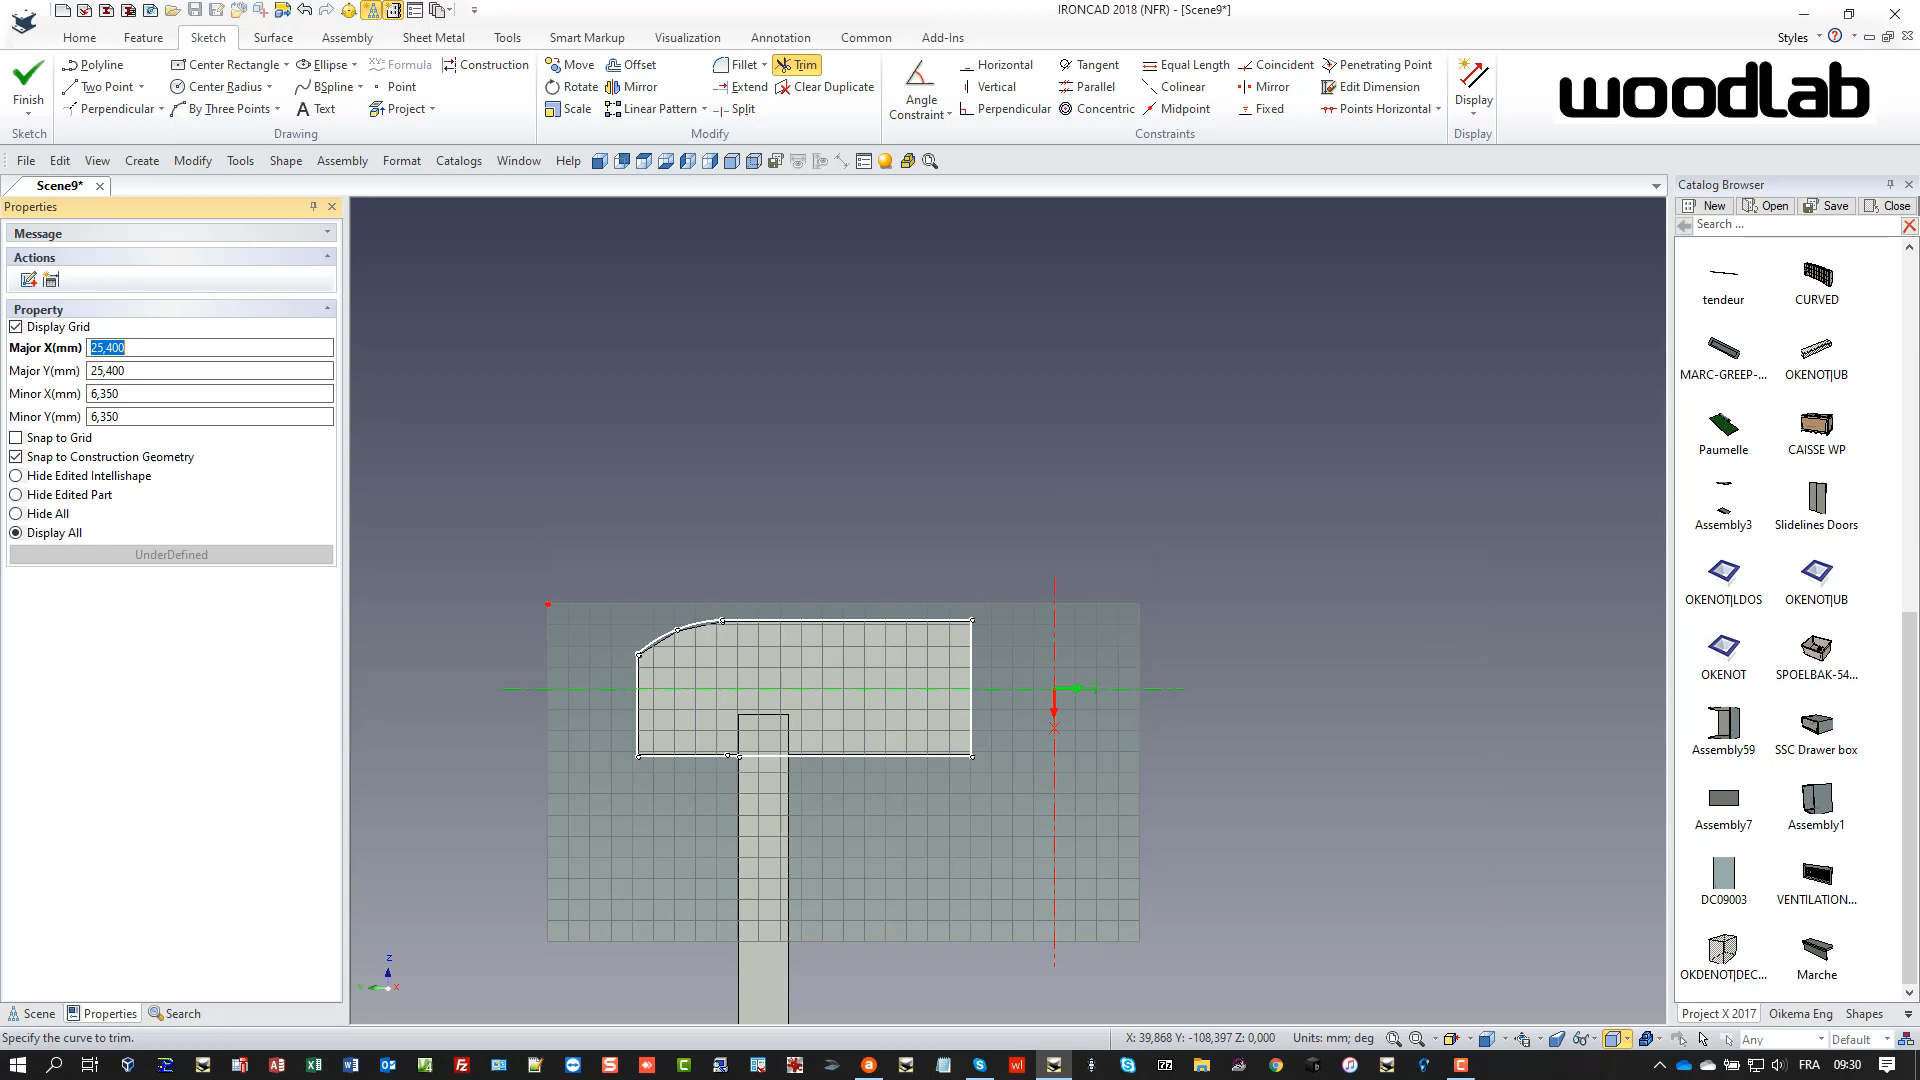 IRONCAD 2018 (NFR) - [Scene9*]
Home Feature Sketch Surface Assembly Sheet Metal Tools Smart Markup Visualization Annotation Common Add-Ins Styles
Polyline Center Rectangle Ellipse Formula Construction Move Offset Fillet Trim Horizontal Tangent Equal Length Coincident Penetrating Point
Two Point Center Radius BSpline Point Rotate Mirror Extend Clear Duplicate Vertical Parallel Colinear Mirror Edit Dimension
Finish Perpendicular By Three Points Text Project Scale Linear Pattern Split Angle Constraint Perpendicular Concentric Midpoint Fixed Points Horizontal Display
Sketch Drawing Modify Constraints Display
woodLab
File Edit View Create Modify Tools Shape Assembly Format Catalogs Window Help
Scene9*
Catalog Browser
Properties
New Open Save Close
Search ...
Message
Actions
Property
Display Grid
Major X(mm) 25,400
Major Y(mm) 25,400
Minor X(mm) 6,350
Minor Y(mm) 6,350
Snap to Grid
Snap to Construction Geometry
Hide Edited Intellishape
Hide Edited Part
Hide All
Display All
UnderDefined
tendeur CURVED
MARC-GREEP-... OKENOT|UB
Paumelle CAISSE WP
Assembly3 Slidelines Doors
OKENOT|LDOS OKENOT|UB
OKENOT SPOELBAK-54...
Assembly59 SSC Drawer box
Assembly7 Assembly1
DC09003 VENTILATION...
OKDENOT|DEC... Marche
Z
X
Scene Properties Search
Project X 2017 Oikema Eng Shapes
Specify the curve to trim.
X: 39,868 Y: -108,397 Z: 0,000 Units: mm; deg
Any Default
FRA 09:30